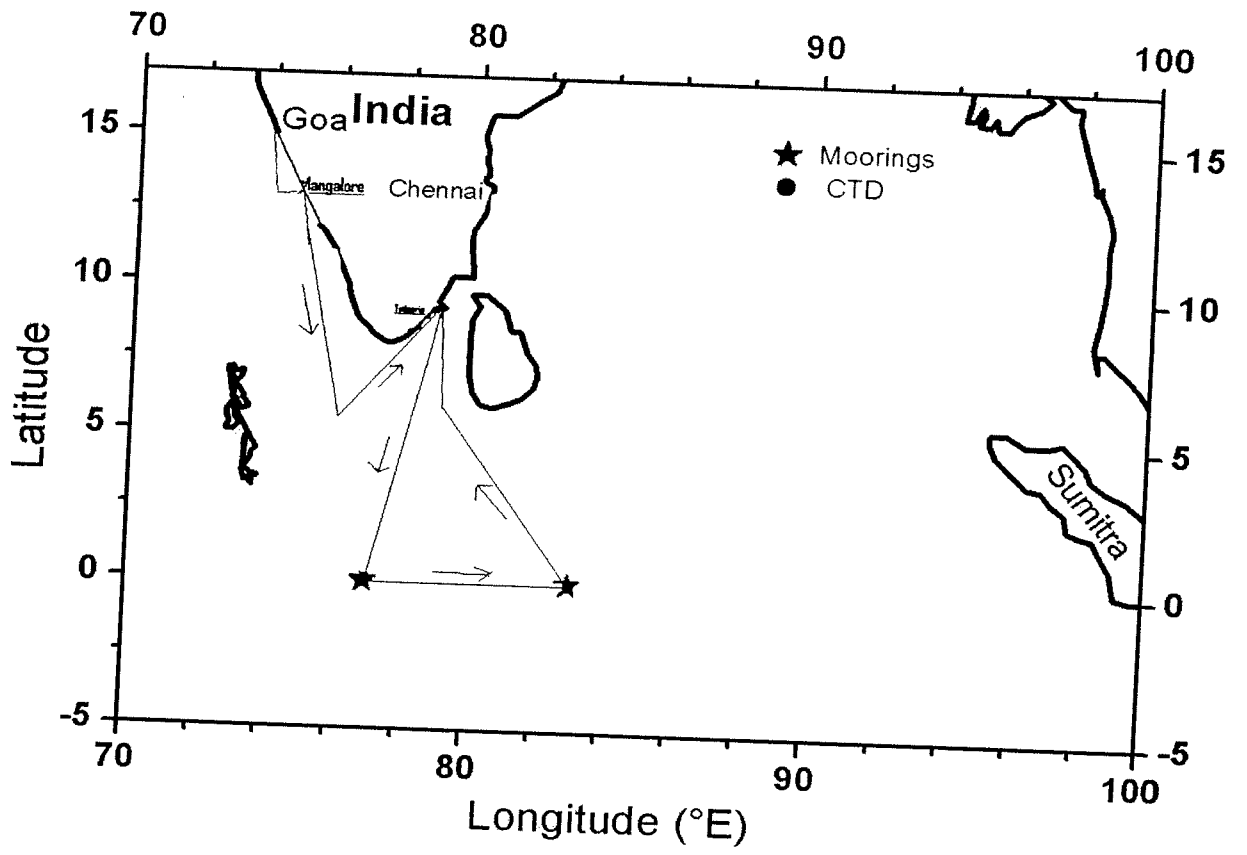 70 80 90 100
Goa India
15 15
Moorings
Mangalore Chennai
CTD
10 10
5 5
Latitude
Sumitra
0 0
-5 -5
70 80 90 100
Longitude (°E)